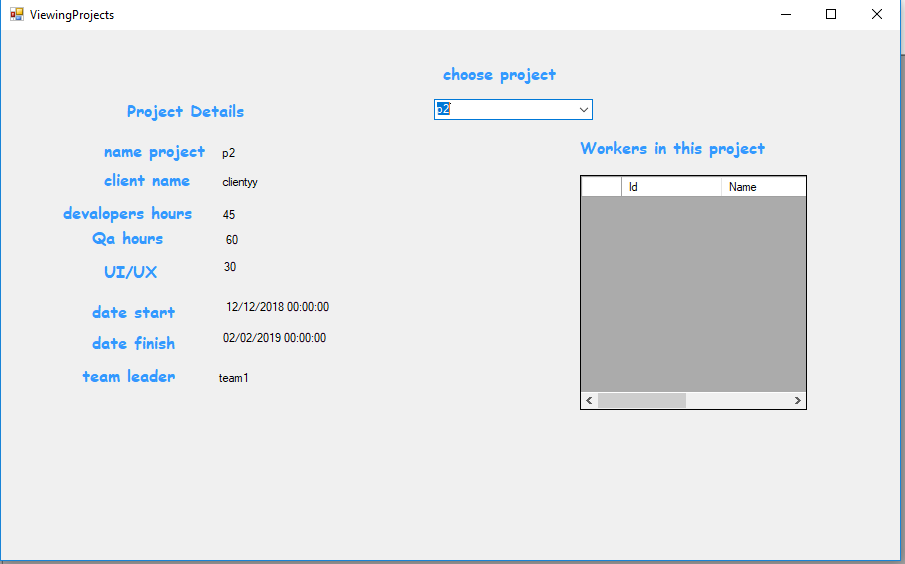 ViewingProjects
choose project
p2
Project Details
name project p2
client name clientyy
devalopers hours 45
Qa hours 60
UI/UX 30
date start 12/12/2018 00:00:00
date finish 02/02/2019 00:00:00
team leader team1
Workers in this project
Id Name